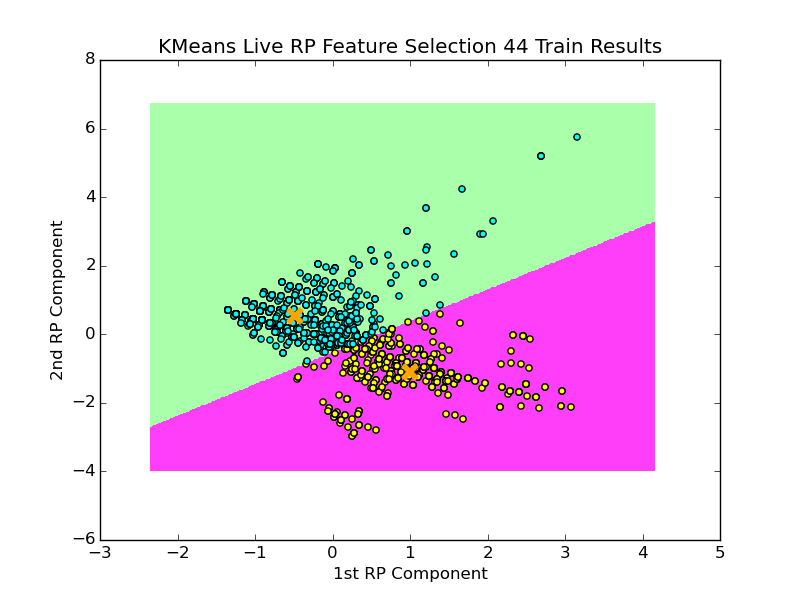 KMeans Live RP Feature Selection 44 Train Results
8
6
4
2
0
−2
−4
−6
2nd RP Component
−3 −2 −1 0 1 2 3 4 5
1st RP Component